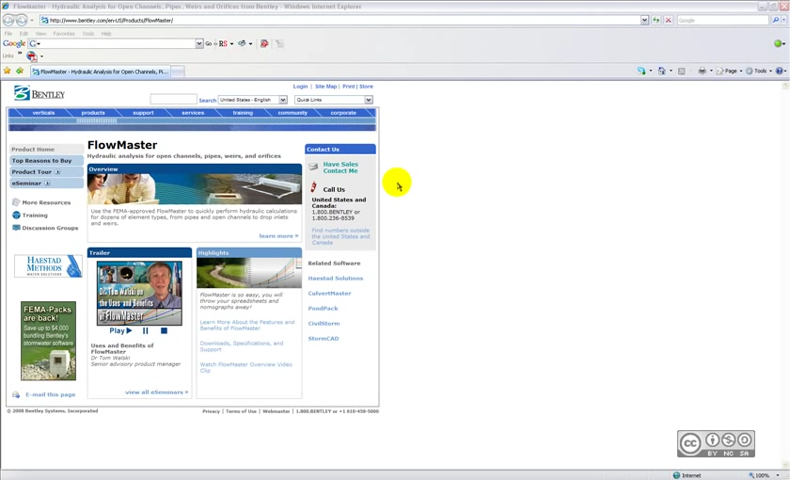 FlowMaster - Hydraulic Analysis for Open Channels, Pipes, Weirs and Orifices from Bentley - Windows Internet Explorer
http://www.bentley.com/en-US/Products/FlowMaster/
Google
File Edit View Favorites Tools Help
Google G Go RS
Links
FlowMaster - Hydraulic Analysis for Open Channels, Pi...
Page Tools
Login | Site Map | Print | Store
BENTLEY
Search United States - English Quick Links
verticals products support services training community corporate
Product Home
Top Reasons to Buy
Product Tour
eSeminar
More Resources
Training
Discussion Groups
HAESTAD METHODS
WATER SOLUTIONS
FEMA-Packs are back!
Save up to $4,000
bundling Bentley's
stormwater software
E-mail this page
FlowMaster
Hydraulic analysis for open channels, pipes, weirs, and orifices
Overview
Use the FEMA-approved FlowMaster to quickly perform hydraulic calculations
for dozens of element types, from pipes and open channels to drop inlets
and weirs.
learn more »
Trailer
Dr. Tom Walski
on the Uses and Benefits
of FlowMaster
Play
Uses and Benefits of
FlowMaster
Dr Tom Walski
Senior advisory product manager
view all eSeminars »
Highlights
FlowMaster is so easy, you will
throw your spreadsheets and
nomographs away!
Learn More About the Features and
Benefits of FlowMaster
Downloads, Specifications, and
Support
Watch FlowMaster Overview Video
Clip
Contact Us
Have Sales
Contact Me
Call Us
United States and
Canada:
1.800.BENTLEY or
1.800.236-8539
Find numbers outside
the United States and
Canada
Related Software
Haestad Solutions
CulvertMaster
PondPack
CivilStorm
StormCAD
© 2008 Bentley Systems, Incorporated
Privacy | Terms of Use | Webmaster | 1.800.BENTLEY or +1 610-458-5000
cc
BY NC SA
Internet
100%